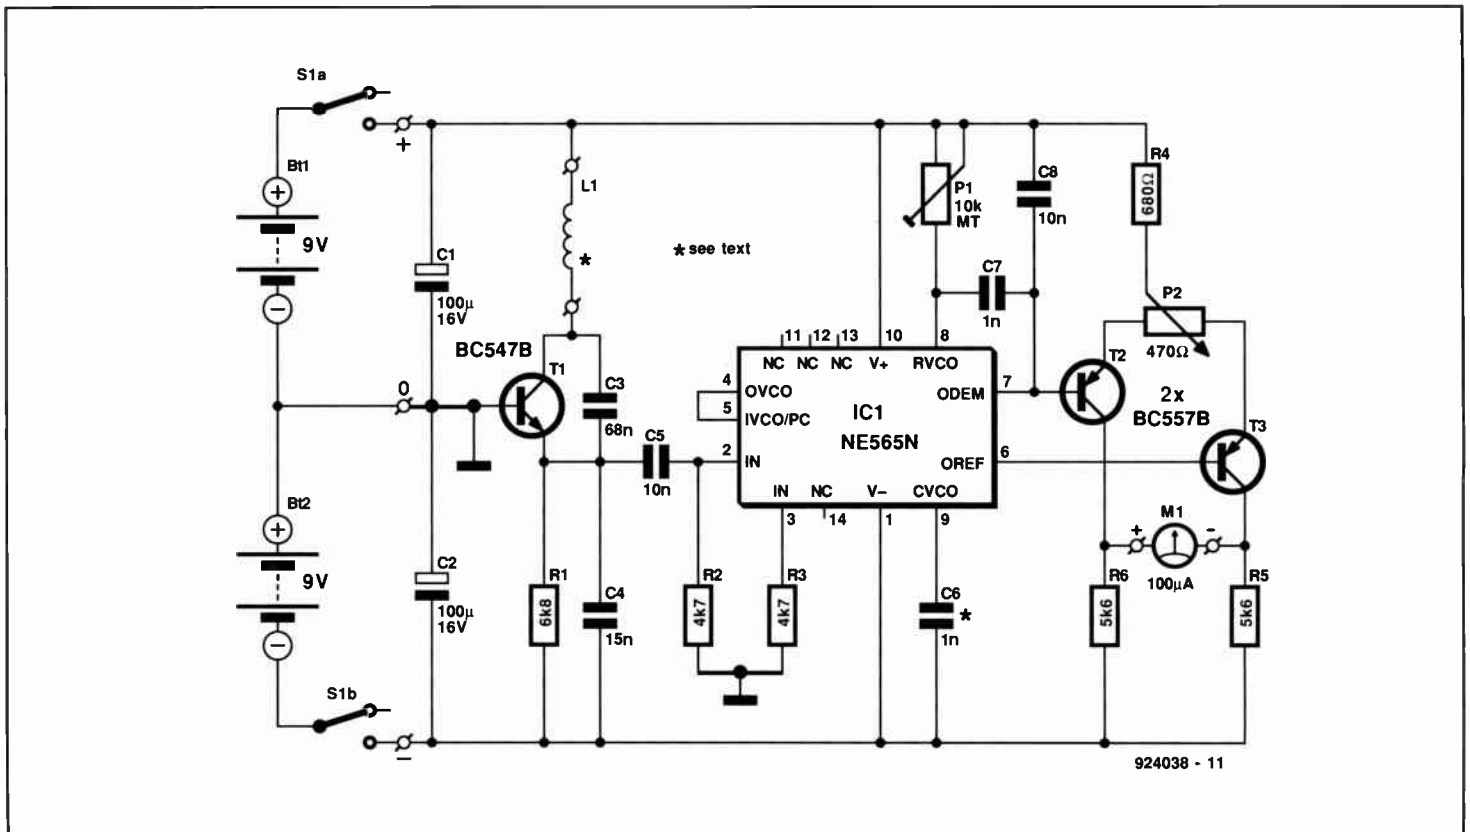 S1a
+
Bt1
+
9V
−
C1
100µ
16V
L1
*
* see text
P1
10k
MT
C8
10n
R4
680Ω
C7
1n
P2
470Ω
BC547B
T1
0
C3
68n
C5
10n
11 12 13 10 8
NC NC NC V+ RVCO
4
OVCO
5
IVCO/PC
2
IN
IC1
NE565N
ODEM
7
OREF
6
IN NC V− CVCO
3 14 1 9
T2
2x
BC557B
T3
M1
+ -
100µA
Bt2
+
9V
−
C2
100µ
16V
R1
6k8
C4
15n
R2
4k7
R3
4k7
C6
*
1n
R6
5k6
R5
5k6
S1b
−
924038 - 11